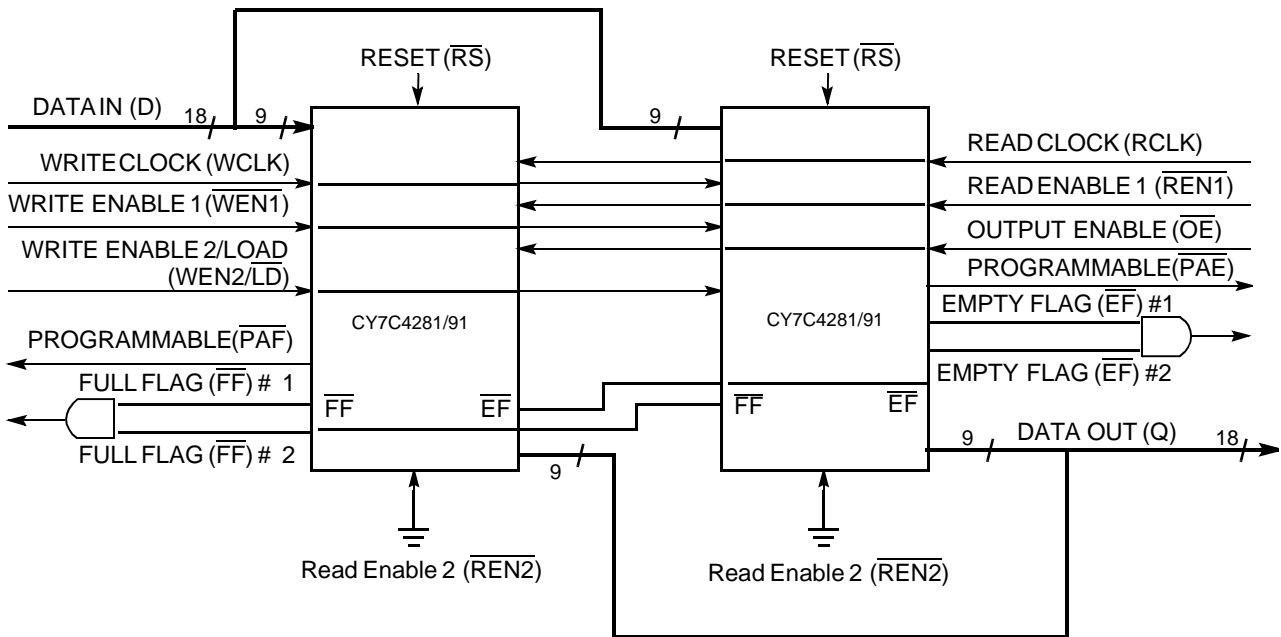 RESET (RS)
RESET (RS)
DATA IN (D)
18
9
9
READ CLOCK (RCLK)
WRITE CLOCK (WCLK)
READ ENABLE 1 (REN1)
WRITE ENABLE 1 (WEN1)
OUTPUT ENABLE (OE)
WRITE ENABLE 2/LOAD
(WEN2/LD)
PROGRAMMABLE(PAE)
CY7C4281/91
CY7C4281/91
EMPTY FLAG (EF) #1
PROGRAMMABLE(PAF)
EMPTY FLAG (EF) #2
FULL FLAG (FF) # 1
FF
EF
FF
EF
FULL FLAG (FF) # 2
9
DATA OUT (Q)
18
9
Read Enable 2 (REN2)
Read Enable 2 (REN2)